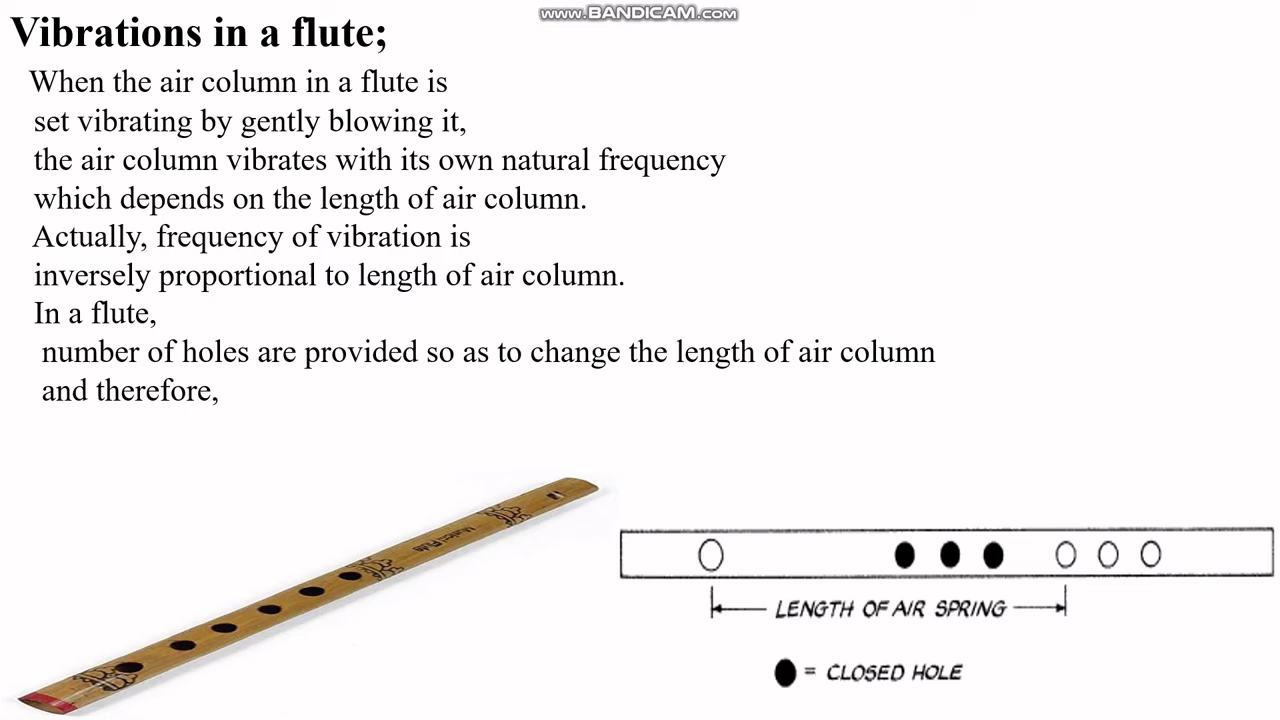 www.BANDICAM.com
Vibrations in a flute;
When the air column in a flute is
set vibrating by gently blowing it,
the air column vibrates with its own natural frequency
which depends on the length of air column.
Actually, frequency of vibration is
inversely proportional to length of air column.
In a flute,
number of holes are provided so as to change the length of air column
and therefore,
Flute
LENGTH OF AIR SPRING
= CLOSED HOLE